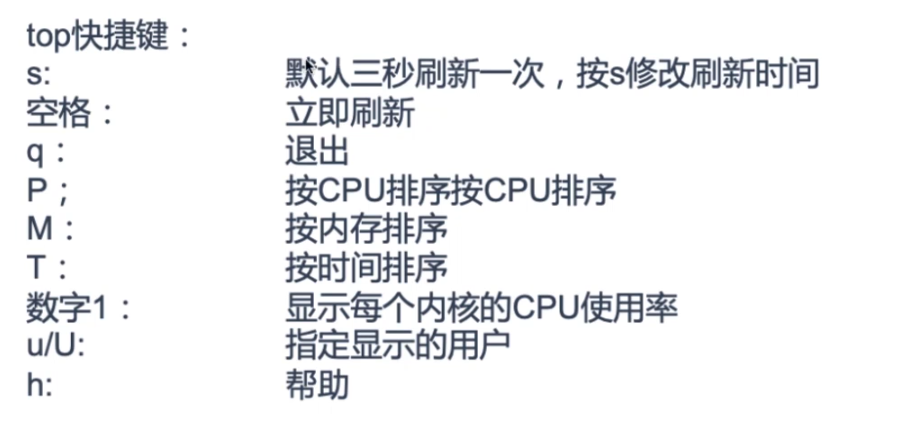 top快捷键：
s: 默认三秒刷新一次，按s修改刷新时间
空格： 立即刷新
q： 退出
P； 按CPU排序按CPU排序
M： 按内存排序
T： 按时间排序
数字1： 显示每个内核的CPU使用率
u/U: 指定显示的用户
h: 帮助